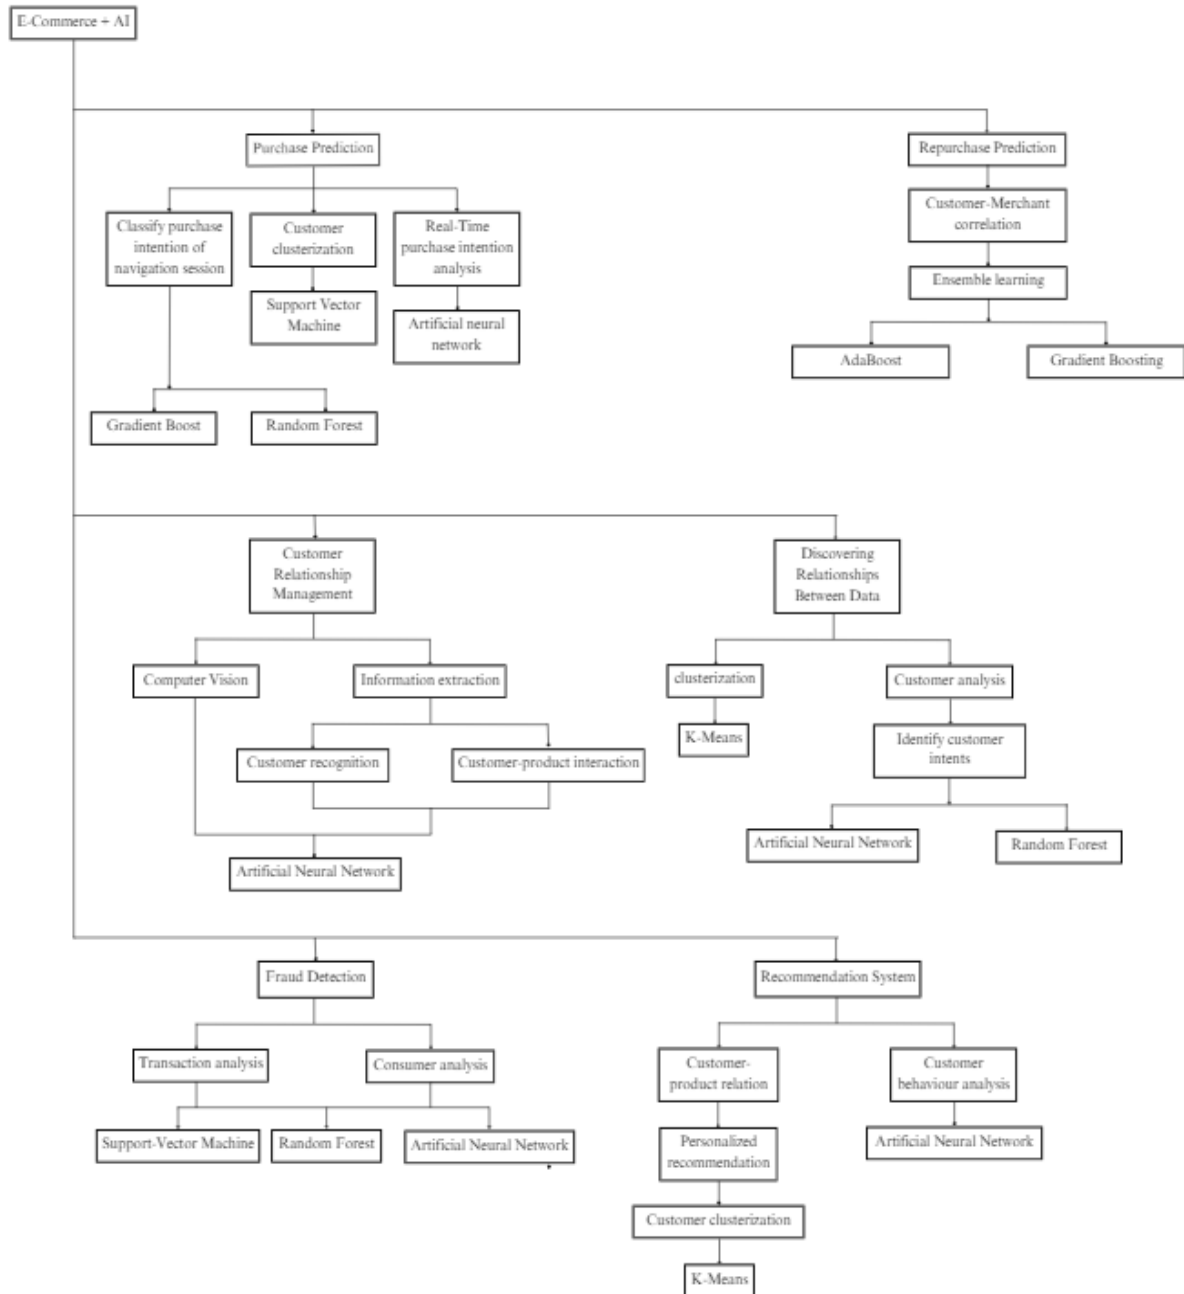 E-Commerce + AI
Purchase Prediction
Repurchase Prediction
Classify purchase
intention of
navigation session
Customer
clusterization
Real-Time
purchase intention
analysis
Customer-Merchant
correlation
Support Vector
Machine
Artificial neural
network
Ensemble learning
AdaBoost
Gradient Boosting
Gradient Boost
Random Forest
Customer
Relationship
Management
Discovering
Relationships
Between Data
Computer Vision
Information extraction
clusterization
Customer analysis
Customer recognition
Customer-product interaction
K-Means
Identify customer
intents
Artificial Neural Network
Artificial Neural Network
Random Forest
Fraud Detection
Recommendation System
Transaction analysis
Consumer analysis
Customer-
product relation
Customer
behaviour analysis
Support-Vector Machine
Random Forest
Artificial Neural Network
Personalized
recommendation
Artificial Neural Network
Customer clusterization
K-Means